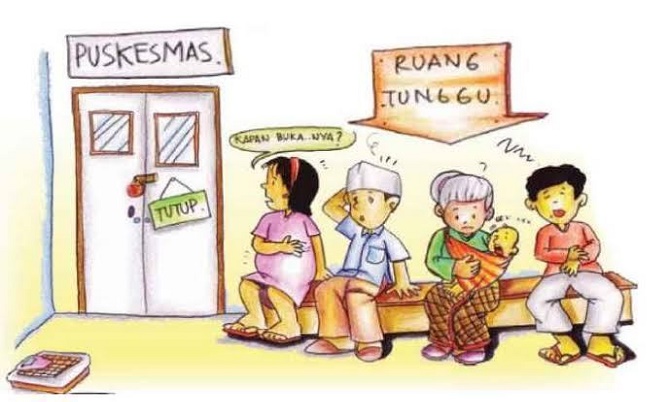 PUSKESMAS.
RUANG
TUNGGU.
KAPAN BUKA..NYA?
TUTUP.